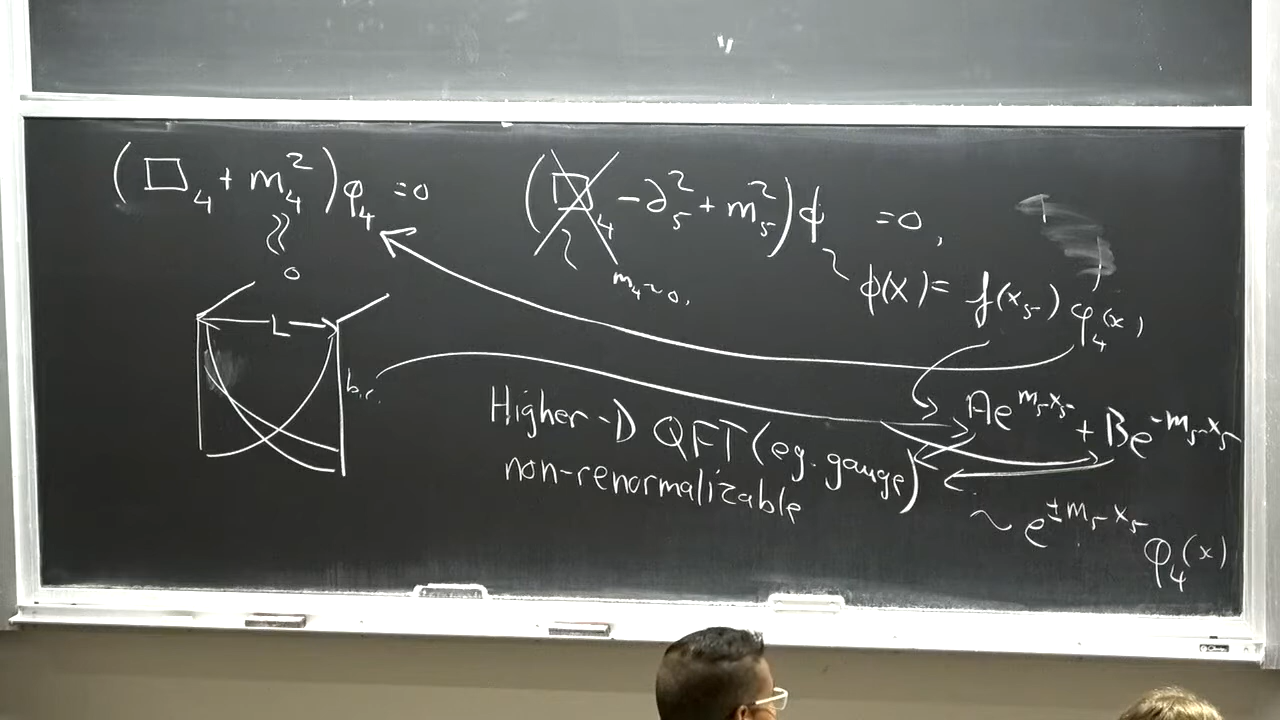 (□₄ + m₄²)φ₄ = 0
≈
0
L
b.c.
(□₄ - ∂₅² + m₅²)ϕ = 0,
m₄ ~ 0,
ϕ(X) = f(x₅) φ₄(x)
Ae^{m₅x₅} + Be^{-m₅x₅}
Higher-D QFT (eg. gauge)
non-renormalizable
~ e^{±m₅x₅} φ₄(x)